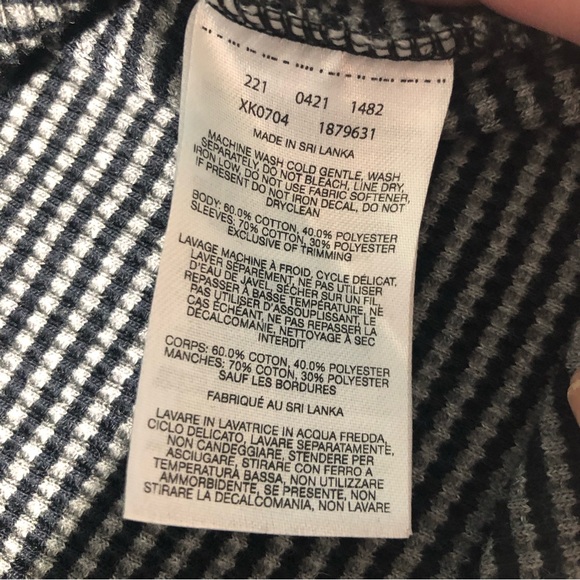 221 0421 1482
XK0704 1879631
MADE IN SRI LANKA
MACHINE WASH COLD GENTLE, WASH
SEPARATELY DO NOT BLEACH, LINE DRY,
IRON LOW, DO NOT USE FABRIC SOFTENER,
IF PRESENT DO NOT IRON DECAL, DO NOT
DRYCLEAN
BODY: 60.0% COTTON, 40.0% POLYESTER
SLEEVES: 70% COTTON, 30% POLYESTER
EXCLUSIVE OF TRIMMING
LAVAGE MACHINE À FROID, CYCLE DÉLICAT,
LAVER SÉPARÉMENT, NE PAS UTILISER
D'EAU DE JAVEL, SÉCHER SUR UN FIL,
REPASSER À BASSE TEMPÉRATURE, NE
PAS UTILISER D'ASSOUPLISSANT, LE
CAS ÉCHÉANT, NE PAS REPASSER LA
DÉCALCOMANIE, NETTOYAGE À SEC
INTERDIT
CORPS: 60.0% COTON, 40.0% POLYESTER
MANCHES: 70% COTON, 30% POLYESTER
SAUF LES BORDURES
FABRIQUÉ AU SRI LANKA
LAVARE IN LAVATRICE IN ACQUA FREDDA,
CICLO DELICATO, LAVARE SEPARATAMENTE,
NON CANDEGGIARE, STENDERE PER
ASCIUGARE, STIRARE CON FERRO A
TEMPERATURA BASSA, NON UTILIZZARE
AMMORBIDENTE, SE PRESENTE, NON
STIRARE LA DECALCOMANIA, NON LAVARE